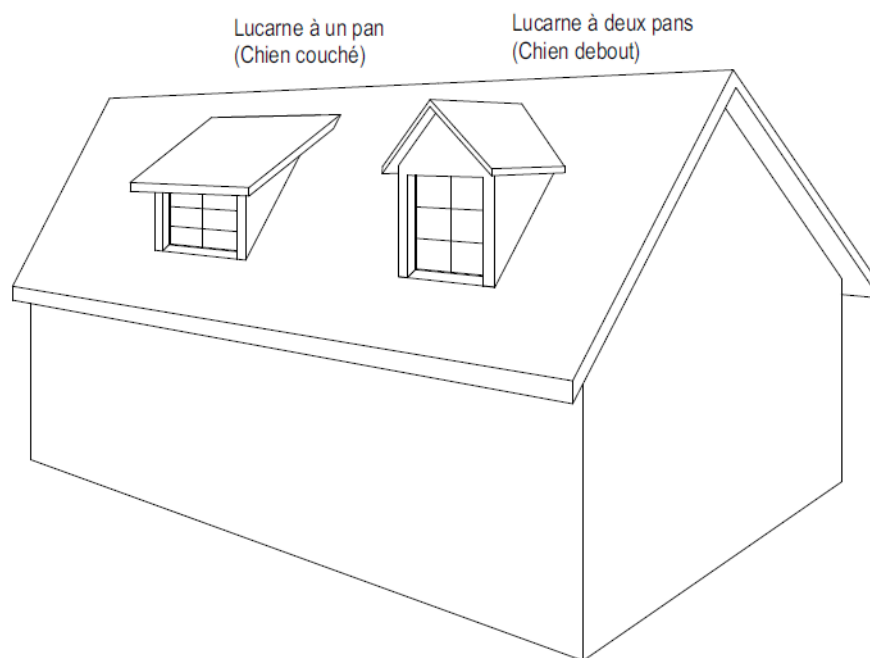 Lucarne à un pan
(Chien couché)
Lucarne à deux pans
(Chien debout)